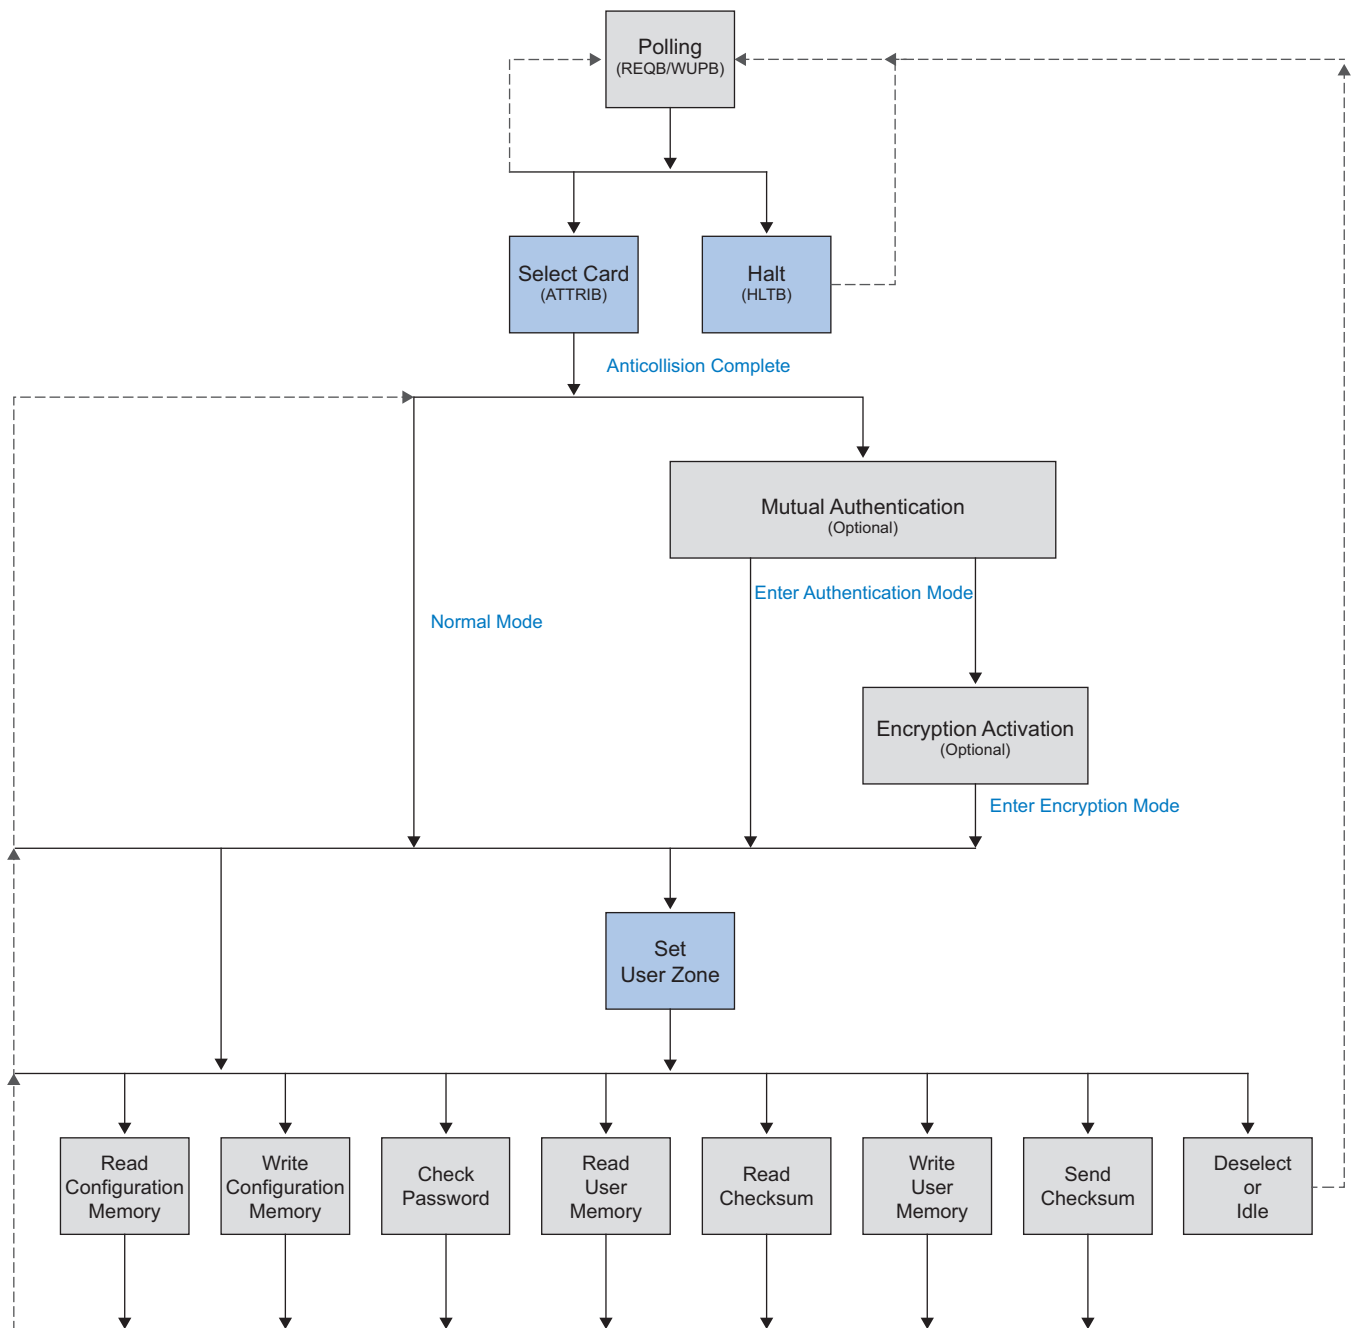 Polling
(REQB/WUPB)
Select Card
(ATTRIB)
Halt
(HLTB)
Anticollision Complete
Mutual Authentication
(Optional)
Enter Authentication Mode
Normal Mode
Encryption Activation
(Optional)
Enter Encryption Mode
Set
User Zone
Read
Configuration
Memory
Write
Configuration
Memory
Check
Password
Read
User
Memory
Read
Checksum
Write
User
Memory
Send
Checksum
Deselect
or
Idle